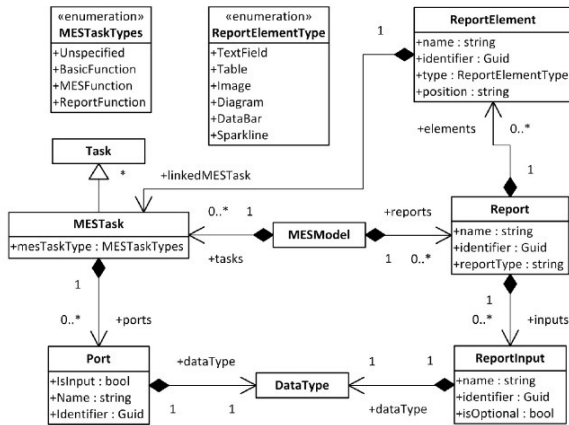 «enumeration»
MESTaskTypes
+Unspecified
+BasicFunction
+MESFunction
+ReportFunction
«enumeration»
ReportElementType
+TextField
+Table
+Image
+Diagram
+DataBar
+Sparkline
ReportElement
+name : string
+identifier : Guid
+type : ReportElementType
+position : string
1
+elements
0..*
1
Task
*
+linkedMESTask
MESTask
+mesTaskType : MESTaskTypes
0..*
1
+tasks
MESModel
+reports
1
0..*
Report
+name : string
+identifier : Guid
+reportType : string
1
0..*
+ports
1
0..*
+inputs
Port
+IsInput : bool
+Name : string
+Identifier : Guid
+dataType
1
1
DataType
1
1
+dataType
ReportInput
+name : string
+identifier : Guid
+isOptional : bool